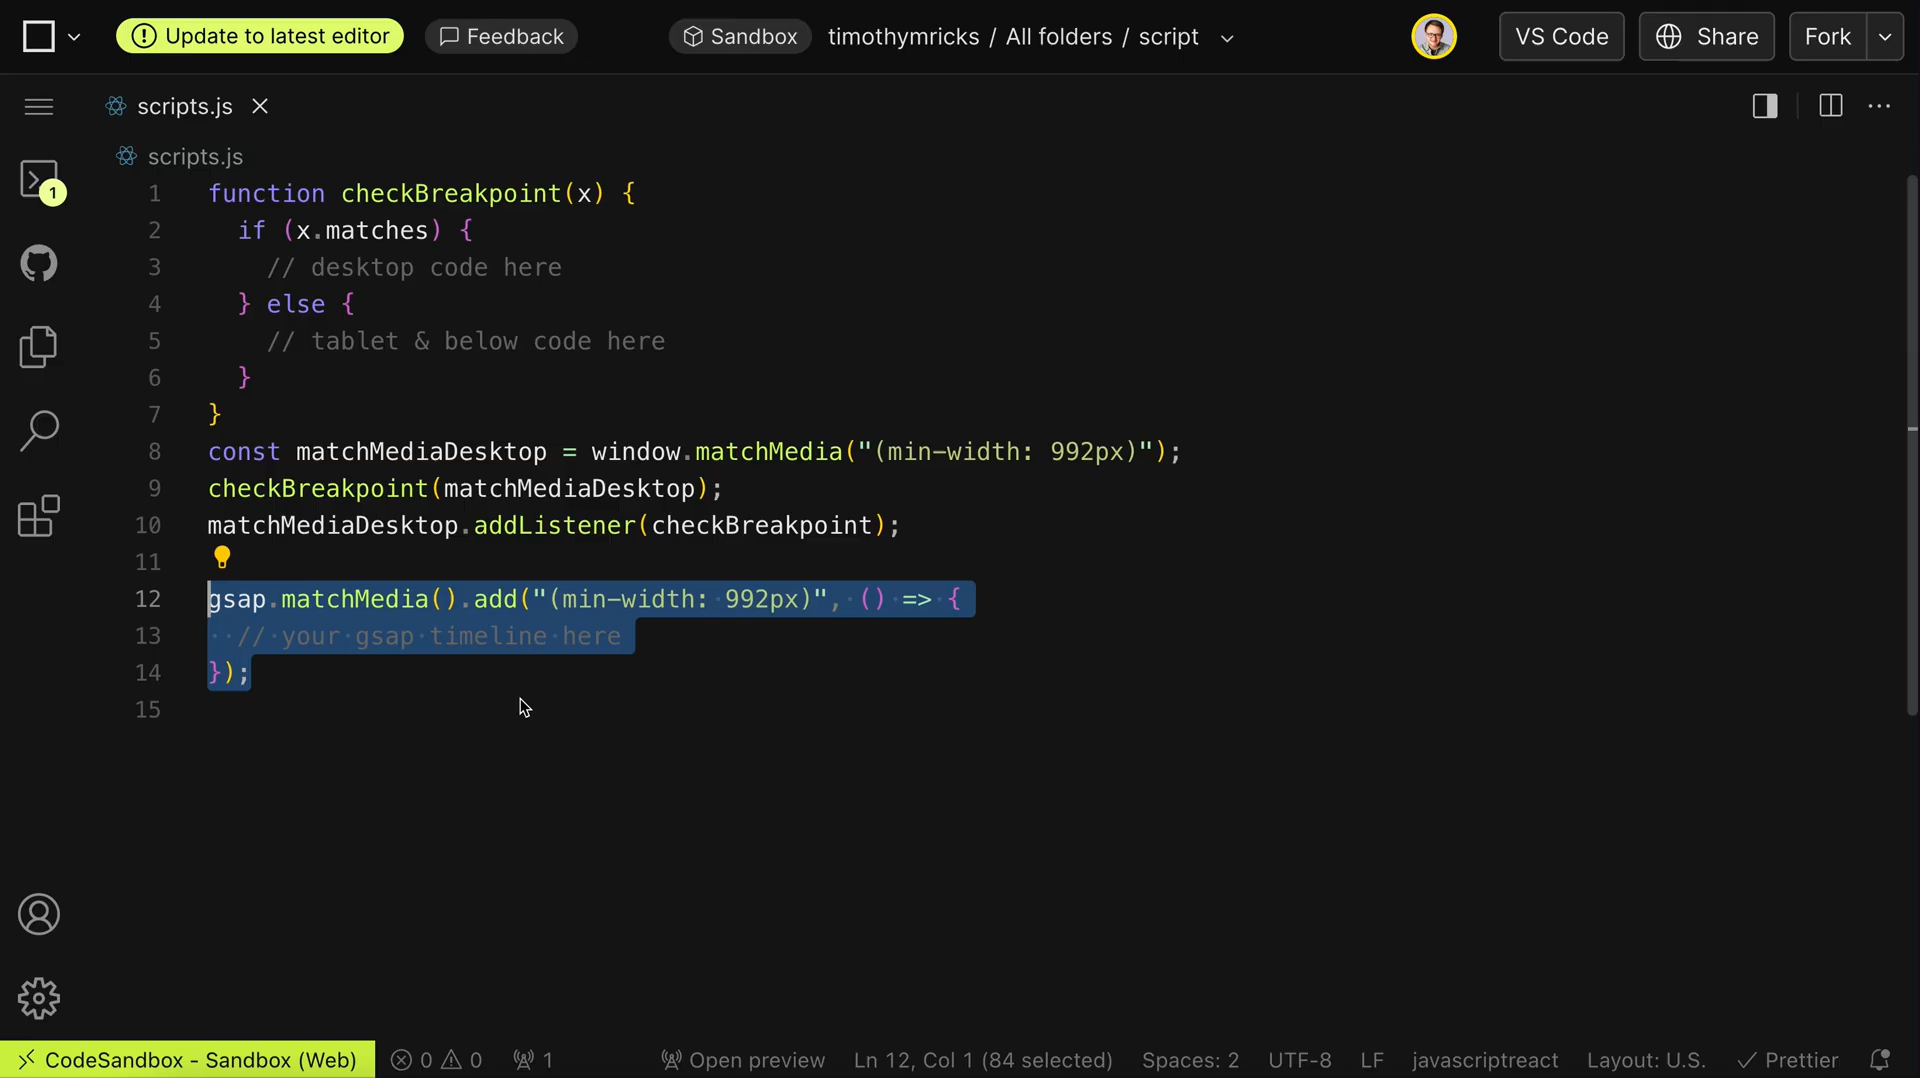 Update to latest editor Feedback Sandbox timothymricks / All folders / script VS Code Share Fork
scripts.js
scripts.js
1
1 function checkBreakpoint(x) {
2 if (x.matches) {
3 // desktop code here
4 } else {
5 // tablet & below code here
6 }
7 }
8 const matchMediaDesktop = window.matchMedia("(min-width: 992px)");
9 checkBreakpoint(matchMediaDesktop);
10 matchMediaDesktop.addListener(checkBreakpoint);
11
12 gsap.matchMedia().add("(min-width: 992px)", () => {
13 // your gsap timeline here
14 });
15
CodeSandbox - Sandbox (Web) 0 0 1 Open preview Ln 12, Col 1 (84 selected) Spaces: 2 UTF-8 LF javascriptreact Layout: U.S. Prettier